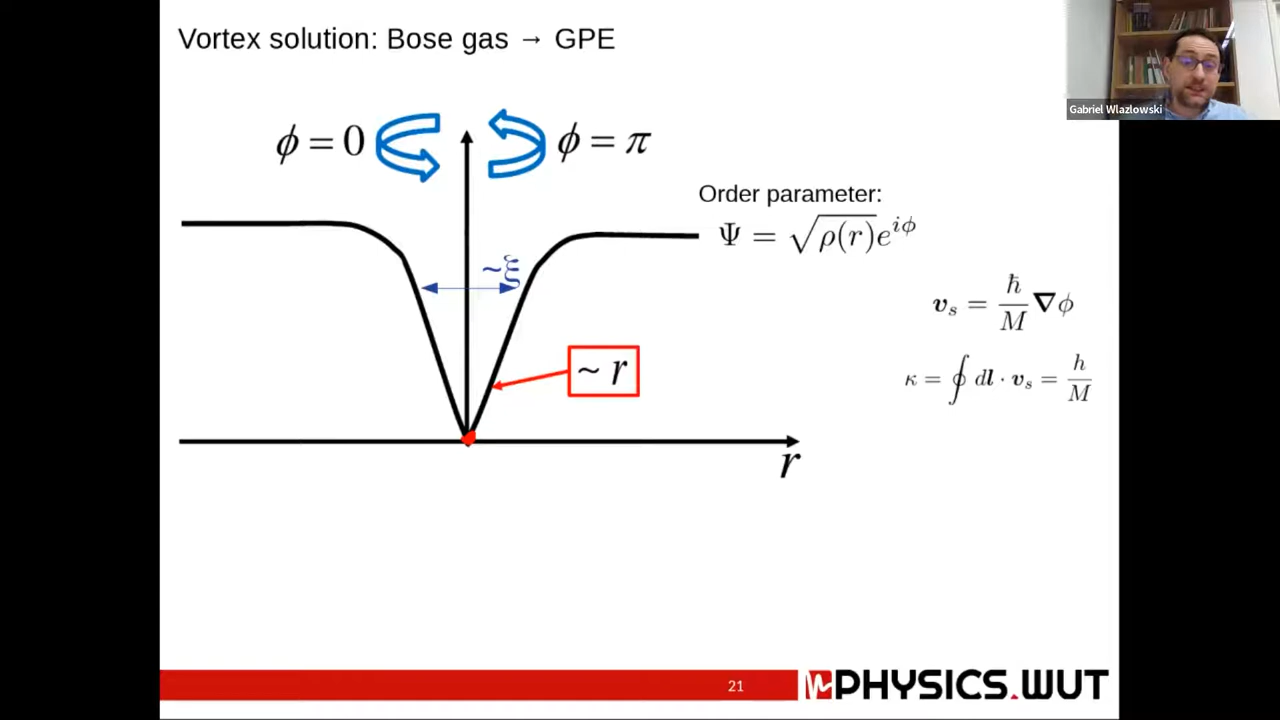 Vortex solution: Bose gas → GPE
Gabriel Wlazlowski
ϕ = 0
ϕ = π
Order parameter:
Ψ = √ρ(r)e^{iϕ}
~ξ
v_s = ħ/M ∇ϕ
~ r
κ = ∮ dl · v_s = h/M
r
21
PHYSICS.WUT